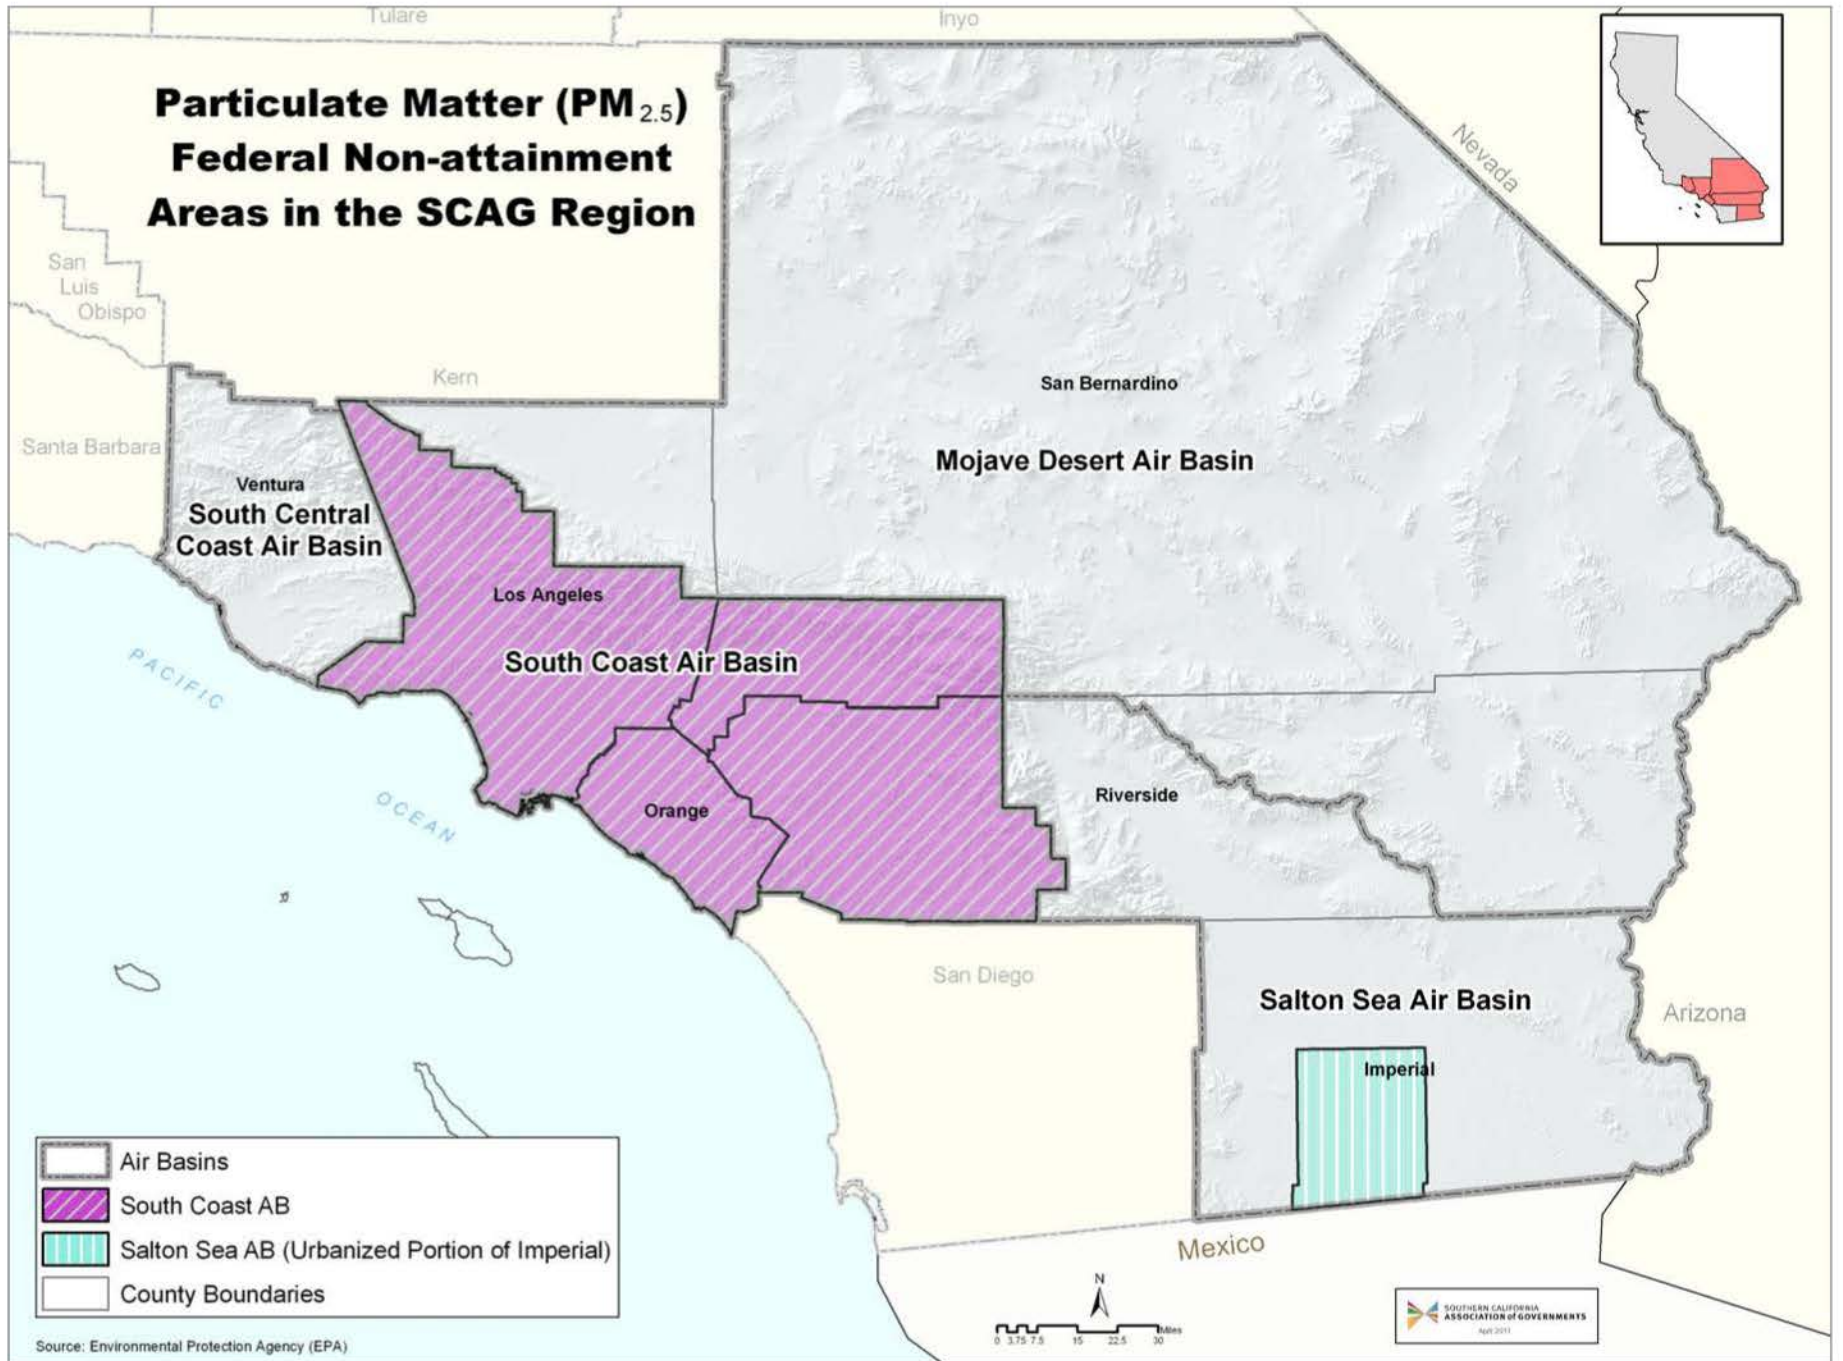 Tulare
Inyo
Particulate Matter (PM2.5)
Federal Non-attainment
Areas in the SCAG Region
Nevada
San
Luis
Obispo
Kern
San Bernardino
Santa Barbara
Mojave Desert Air Basin
Ventura
South Central
Coast Air Basin
Los Angeles
South Coast Air Basin
PACIFIC
OCEAN
Orange
Riverside
San Diego
Salton Sea Air Basin
Arizona
Imperial
Air Basins
South Coast AB
Salton Sea AB (Urbanized Portion of Imperial)
County Boundaries
Mexico
N
Miles
0 3.75 7.5 15 22.5 30
SOUTHERN CALIFORNIA
ASSOCIATION of GOVERNMENTS
April 2011
Source: Environmental Protection Agency (EPA)